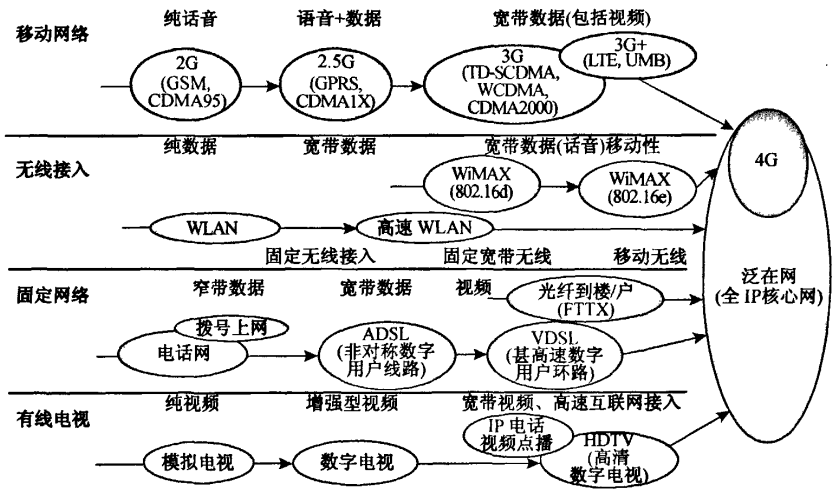 移动网络
纯话音
语音+数据
宽带数据(包括视频)
2G
(GSM,
CDMA95)
2.5G
(GPRS,
CDMA1X)
3G
(TD-SCDMA,
WCDMA,
CDMA2000)
3G+
(LTE, UMB)
无线接入
纯数据
宽带数据
宽带数据(话音)移动性
WiMAX
(802.16d)
WiMAX
(802.16e)
4G
WLAN
高速 WLAN
固定无线接入
固定宽带无线
移动无线
泛在网
(全 IP核心网)
固定网络
窄带数据
宽带数据
视频
光纤到楼/户
(FTTX)
拨号上网
电话网
ADSL
(非对称数字
用户线路)
VDSL
(甚高速数字
用户环路)
有线电视
纯视频
增强型视频
宽带视频、高速互联网接入
IP 电话
视频点播
模拟电视
数字电视
HDTV
(高清
数字电视)